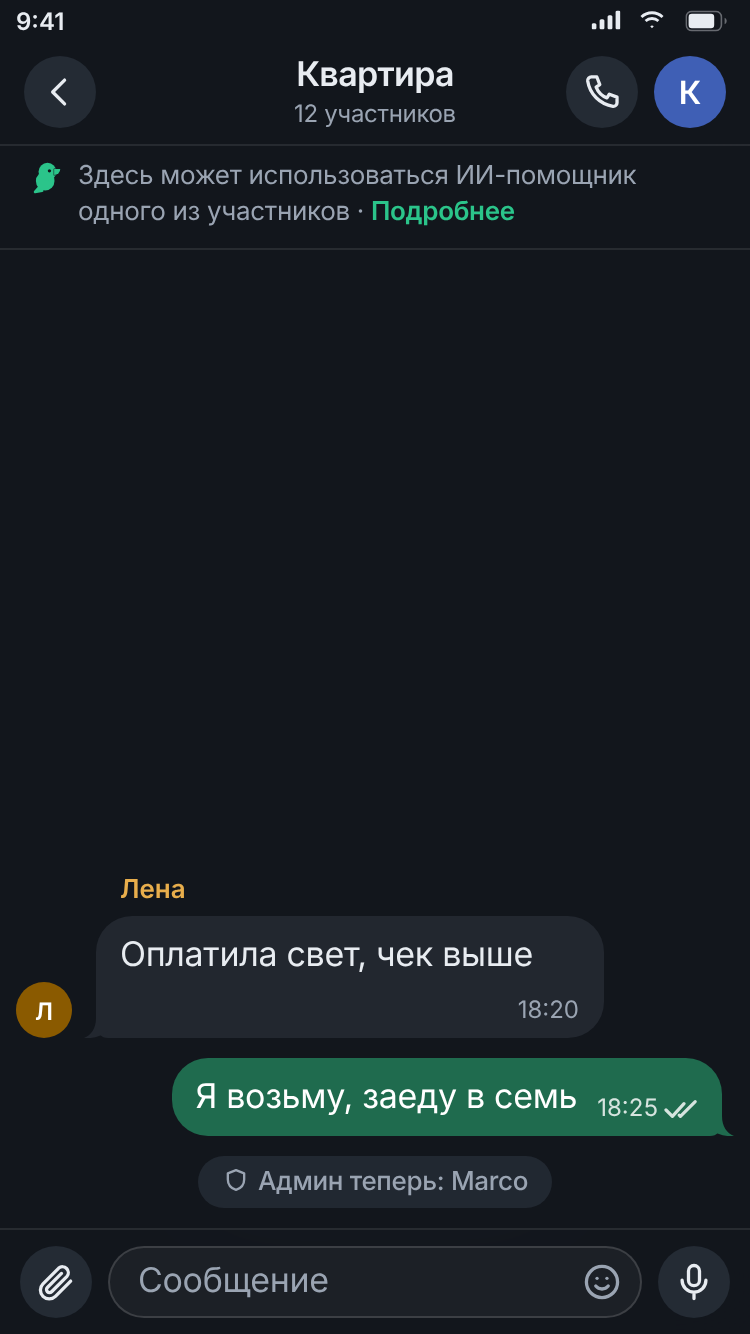 9:41
Квартира
12 участников
К
Здесь может использоваться ИИ-помощник
одного из участников · Подробнее
Лена
Оплатила свет, чек выше
18:20
Л
Я возьму, заеду в семь 18:25
Админ теперь: Marco
Сообщение